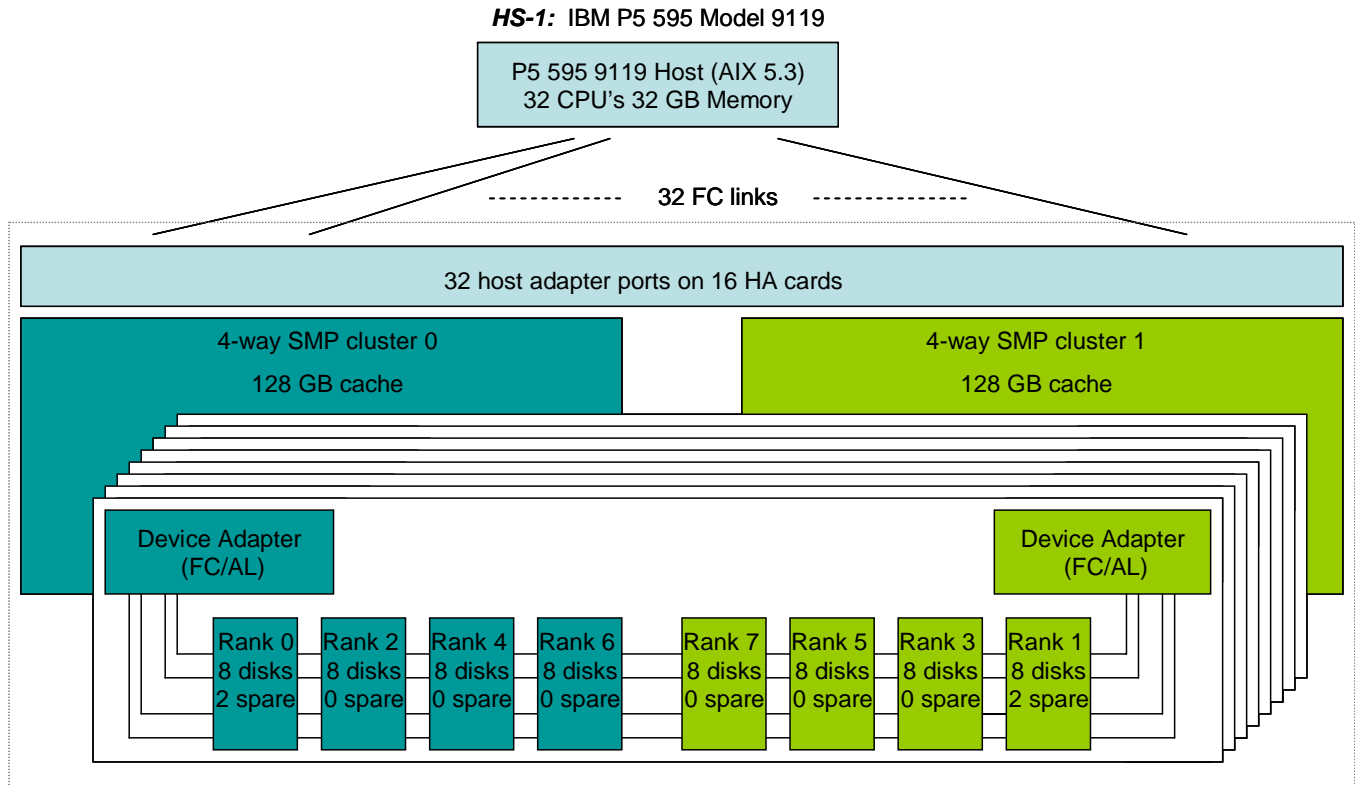 HS-1: IBM P5 595 Model 9119
P5 595 9119 Host (AIX 5.3)
32 CPU's 32 GB Memory
32 FC links
32 host adapter ports on 16 HA cards
4-way SMP cluster 0
128 GB cache
4-way SMP cluster 1
128 GB cache
Device Adapter
(FC/AL)
Device Adapter
(FC/AL)
Rank 0
8 disks
2 spare
Rank 2
8 disks
0 spare
Rank 4
8 disks
0 spare
Rank 6
8 disks
0 spare
Rank 7
8 disks
0 spare
Rank 5
8 disks
0 spare
Rank 3
8 disks
0 spare
Rank 1
8 disks
2 spare